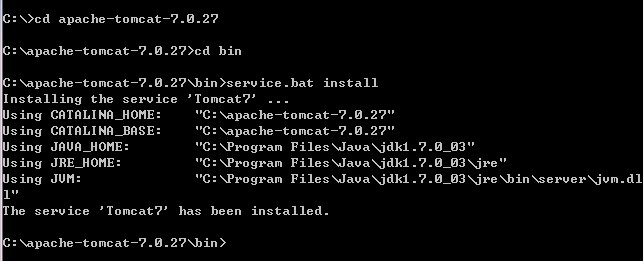 C:\>cd apache-tomcat-7.0.27
C:\apache-tomcat-7.0.27>cd bin
C:\apache-tomcat-7.0.27\bin>service.bat install
Installing the service 'Tomcat7' ...
Using CATALINA_HOME:    "C:\apache-tomcat-7.0.27"
Using CATALINA_BASE:    "C:\apache-tomcat-7.0.27"
Using JAVA_HOME:        "C:\Program Files\Java\jdk1.7.0_03"
Using JRE_HOME:         "C:\Program Files\Java\jdk1.7.0_03\jre"
Using JVM:              "C:\Program Files\Java\jdk1.7.0_03\jre\bin\server\jvm.dl
l"
The service 'Tomcat7' has been installed.
C:\apache-tomcat-7.0.27\bin>